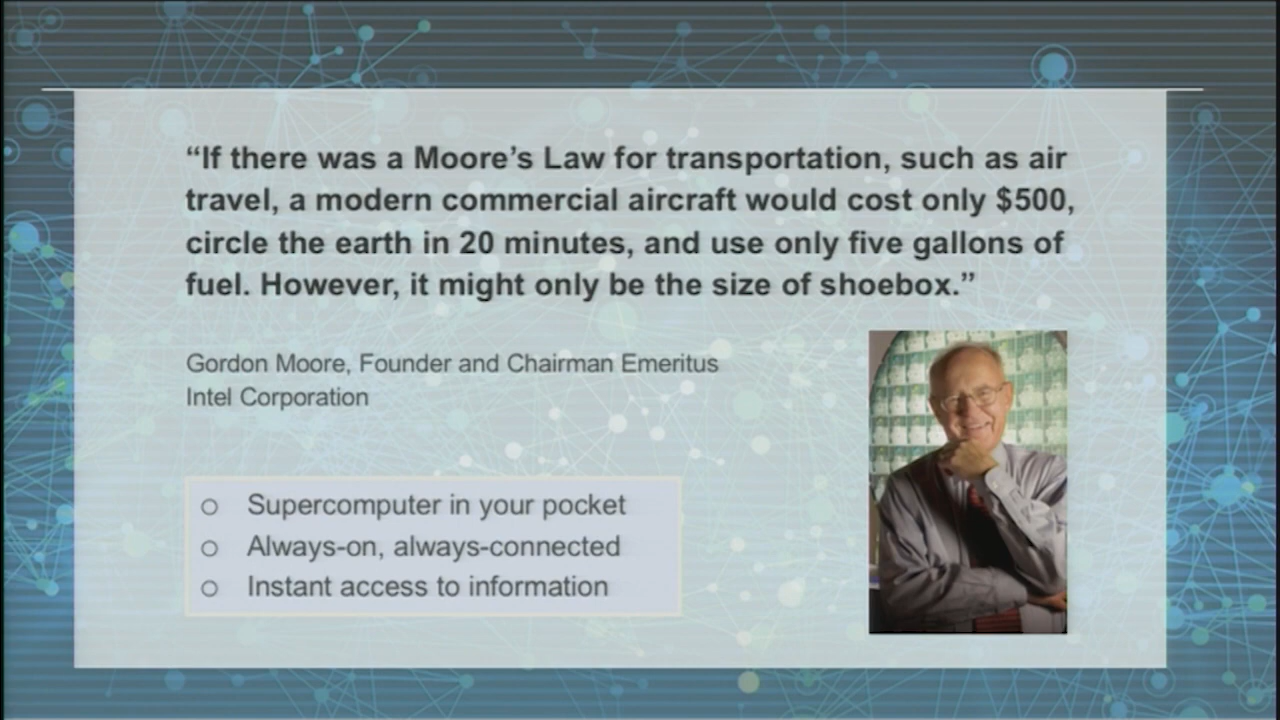 “If there was a Moore’s Law for transportation, such as air
travel, a modern commercial aircraft would cost only $500,
circle the earth in 20 minutes, and use only five gallons of
fuel. However, it might only be the size of shoebox.”
Gordon Moore, Founder and Chairman Emeritus
Intel Corporation
○ Supercomputer in your pocket
○ Always-on, always-connected
○ Instant access to information